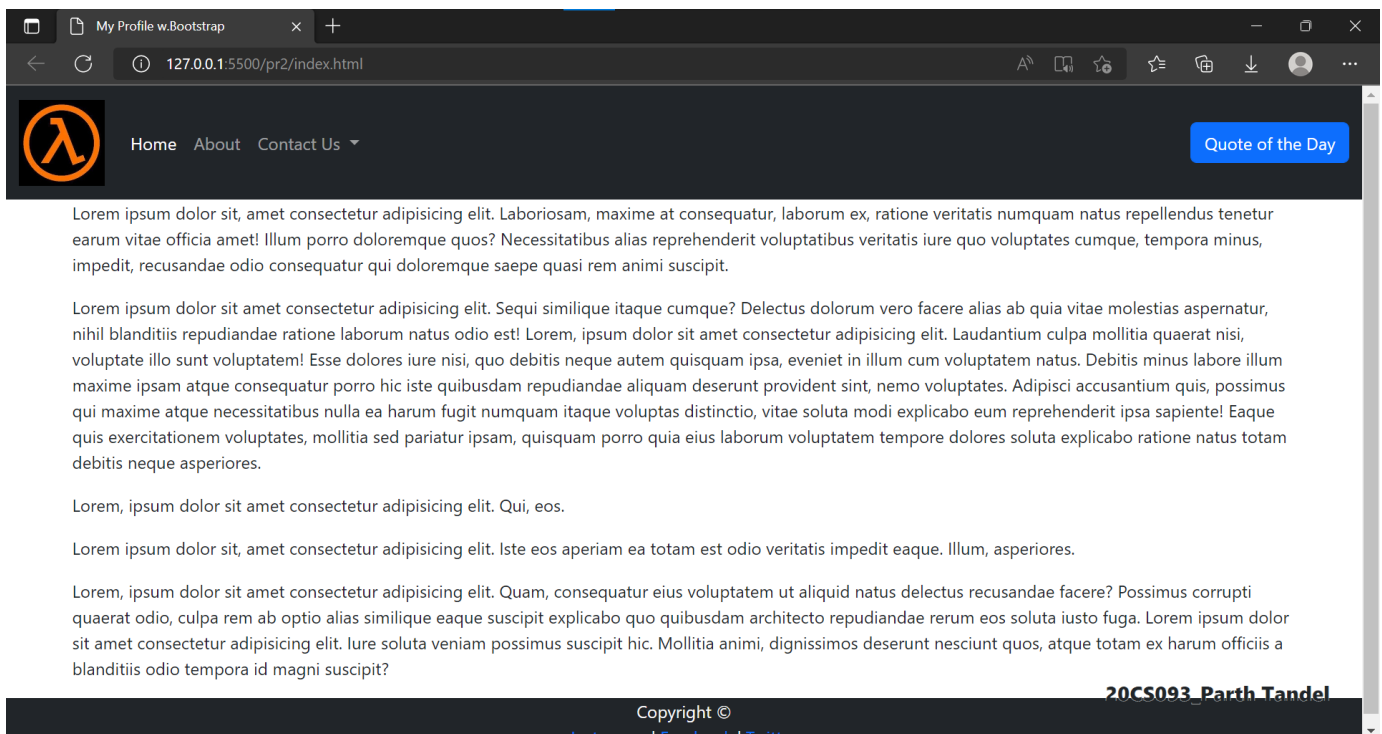 My Profile w.Bootstrap
127.0.0.1:5500/pr2/index.html
Home About Contact Us
Quote of the Day
Lorem ipsum dolor sit, amet consectetur adipisicing elit. Laboriosam, maxime at consequatur, laborum ex, ratione veritatis numquam natus repellendus tenetur
earum vitae officia amet! Illum porro doloremque quos? Necessitatibus alias reprehenderit voluptatibus veritatis iure quo voluptates cumque, tempora minus,
impedit, recusandae odio consequatur qui doloremque saepe quasi rem animi suscipit.
Lorem ipsum dolor sit amet consectetur adipisicing elit. Sequi similique itaque cumque? Delectus dolorum vero facere alias ab quia vitae molestias aspernatur,
nihil blanditiis repudiandae ratione laborum natus odio est! Lorem, ipsum dolor sit amet consectetur adipisicing elit. Laudantium culpa mollitia quaerat nisi,
voluptate illo sunt voluptatem! Esse dolores iure nisi, quo debitis neque autem quisquam ipsa, eveniet in illum cum voluptatem natus. Debitis minus labore illum
maxime ipsam atque consequatur porro hic iste quibusdam repudiandae aliquam deserunt provident sint, nemo voluptates. Adipisci accusantium quis, possimus
qui maxime atque necessitatibus nulla ea harum fugit numquam itaque voluptas distinctio, vitae soluta modi explicabo eum reprehenderit ipsa sapiente! Eaque
quis exercitationem voluptates, mollitia sed pariatur ipsam, quisquam porro quia eius laborum voluptatem tempore dolores soluta explicabo ratione natus totam
debitis neque asperiores.
Lorem, ipsum dolor sit amet consectetur adipisicing elit. Qui, eos.
Lorem ipsum dolor sit, amet consectetur adipisicing elit. Iste eos aperiam ea totam est odio veritatis impedit eaque. Illum, asperiores.
Lorem, ipsum dolor sit amet consectetur adipisicing elit. Quam, consequatur eius voluptatem ut aliquid natus delectus recusandae facere? Possimus corrupti
quaerat odio, culpa rem ab optio alias similique eaque suscipit explicabo quo quibusdam architecto repudiandae rerum eos soluta iusto fuga. Lorem ipsum dolor
sit amet consectetur adipisicing elit. Iure soluta veniam possimus suscipit hic. Mollitia animi, dignissimos deserunt nesciunt quos, atque totam ex harum officiis a
blanditiis odio tempora id magni suscipit?
20CS093_Parth Tandel
Copyright ©